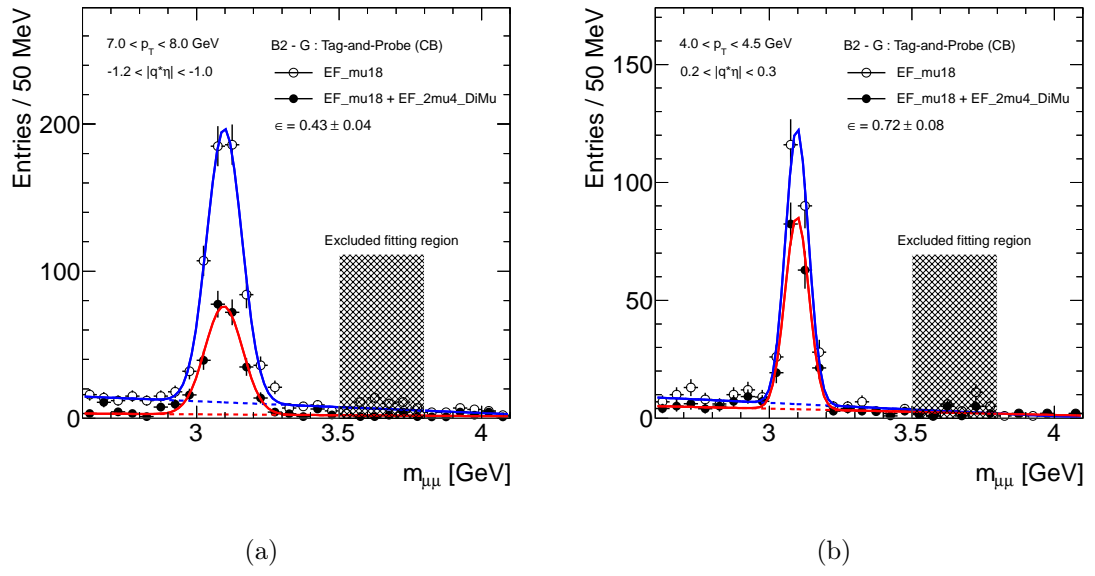 Entries / 50 MeV
7.0 < p_T < 8.0 GeV
-1.2 < |q*η| < -1.0
B2 - G : Tag-and-Probe (CB)
EF_mu18
EF_mu18 + EF_2mu4_DiMu
ϵ = 0.43 ± 0.04
Excluded fitting region
200
100
0
3
3.5
4
m_μμ [GeV]
(a)
Entries / 50 MeV
4.0 < p_T < 4.5 GeV
0.2 < |q*η| < 0.3
B2 - G : Tag-and-Probe (CB)
EF_mu18
EF_mu18 + EF_2mu4_DiMu
ϵ = 0.72 ± 0.08
Excluded fitting region
150
100
50
0
3
3.5
4
m_μμ [GeV]
(b)